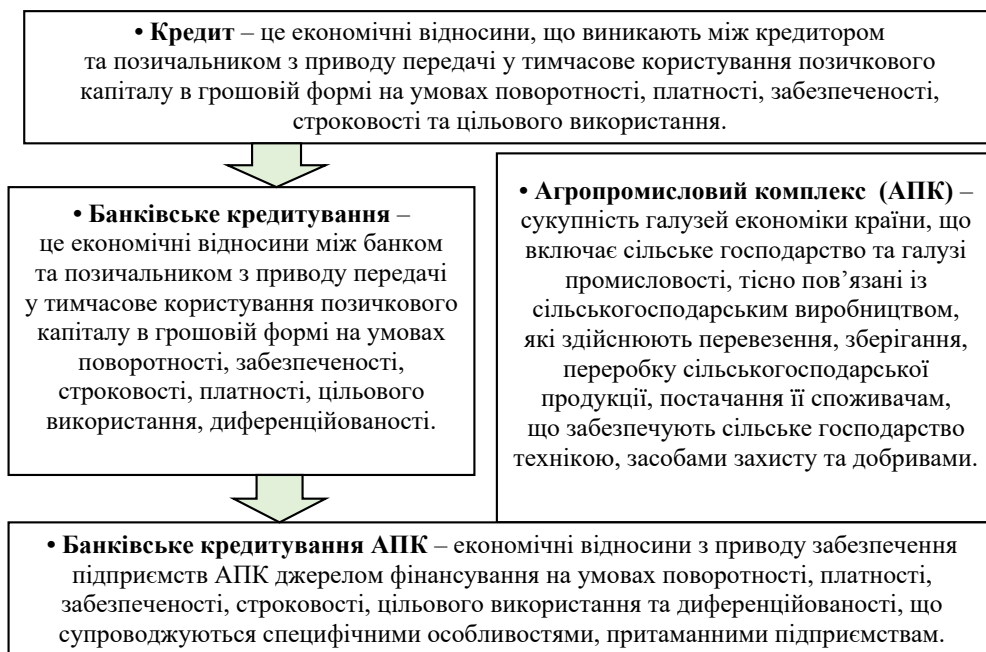 • Кредит – це економічні відносини, що виникають між кредитором
та позичальником з приводу передачі у тимчасове користування позичкового
капіталу в грошовій формі на умовах поворотності, платності, забезпеченості,
строковості та цільового використання.
• Банківське кредитування –
це економічні відносини між банком
та позичальником з приводу передачі
у тимчасове користування позичкового
капіталу в грошовій формі на умовах
поворотності, забезпеченості,
строковості, платності, цільового
використання, диференційованості.
• Агропромисловий комплекс (АПК) –
сукупність галузей економіки країни, що
включає сільське господарство та галузі
промисловості, тісно пов’язані із
сільськогосподарським виробництвом,
які здійснюють перевезення, зберігання,
переробку сільськогосподарської
продукції, постачання її споживачам,
що забезпечують сільське господарство
технікою, засобами захисту та добривами.
• Банківське кредитування АПК – економічні відносини з приводу забезпечення
підприємств АПК джерелом фінансування на умовах поворотності, платності,
забезпеченості, строковості, цільового використання та диференційованості, що
супроводжуються специфічними особливостями, притаманними підприємствам.